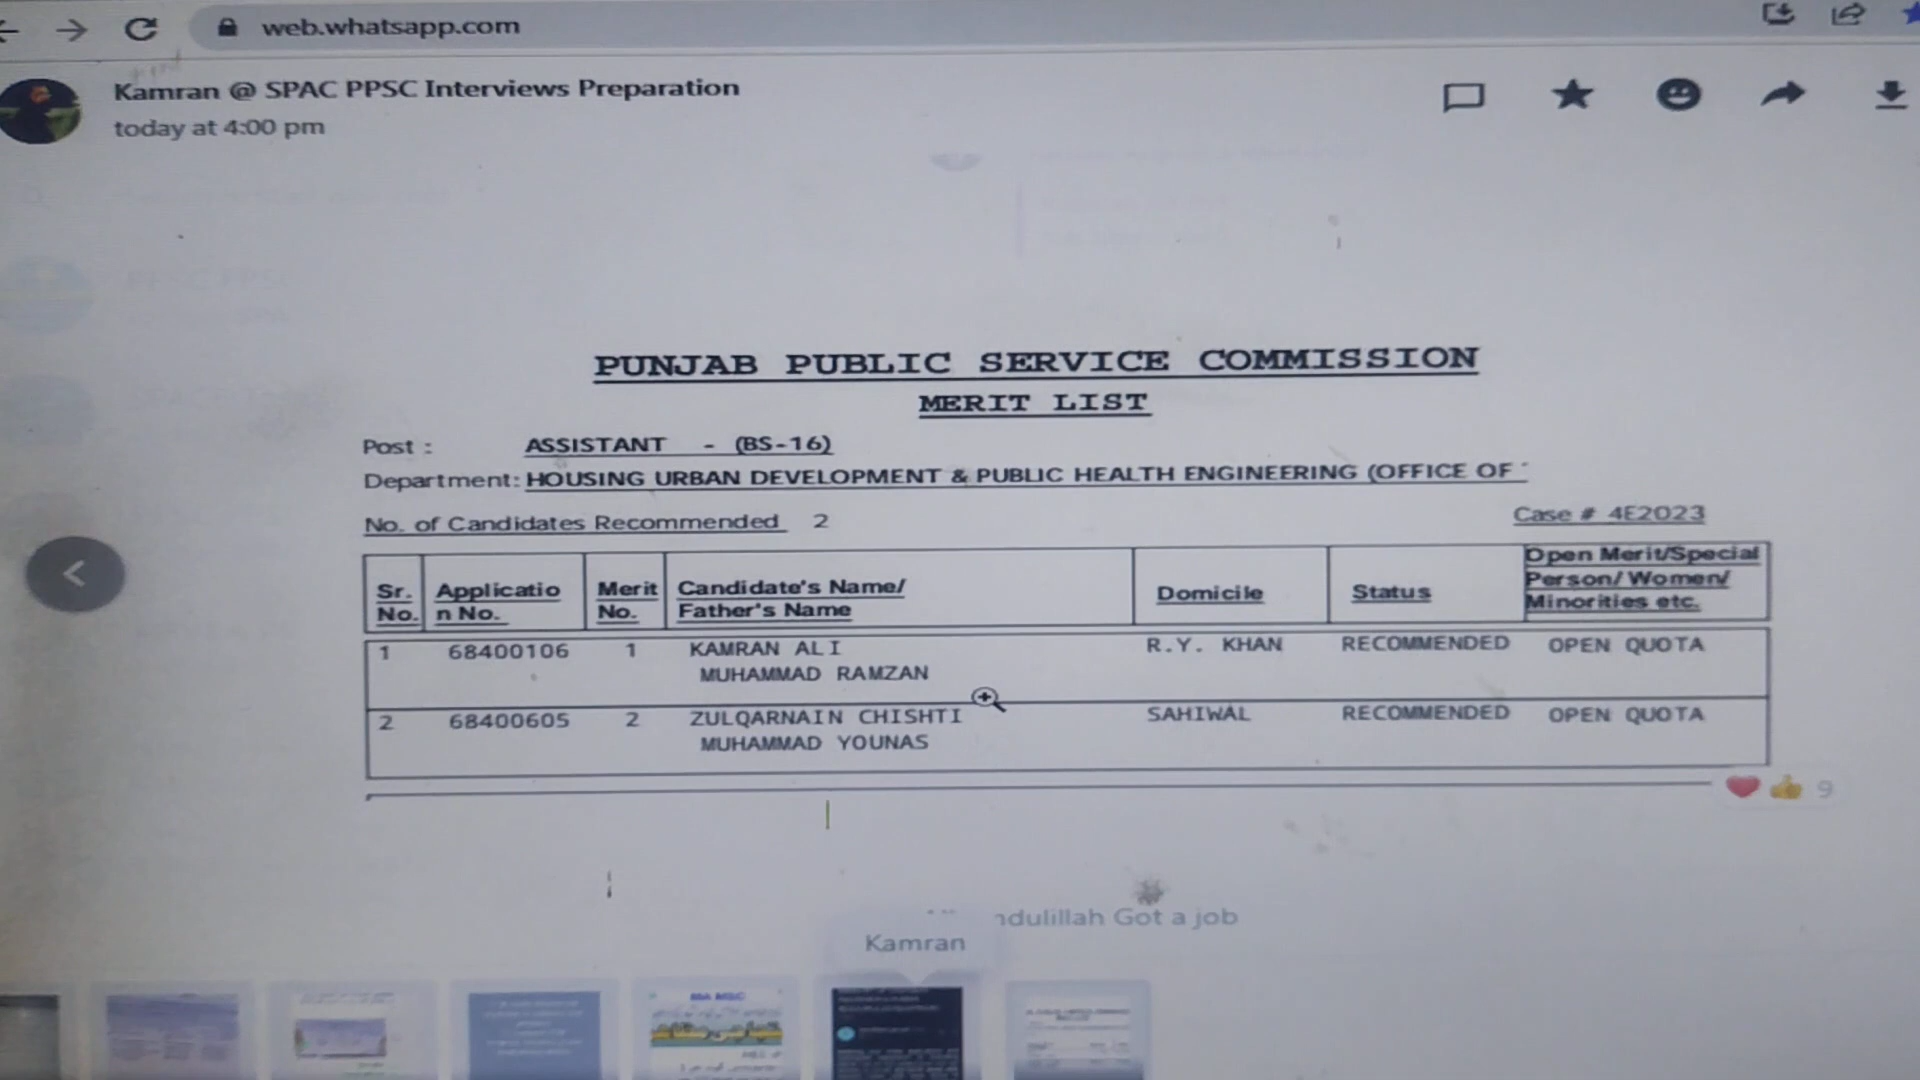 web.whatsapp.com
Kamran @ SPAC PPSC Interviews Preparation
today at 4:00 pm
PUNJAB PUBLIC SERVICE COMMISSION
MERIT LIST
Post : ASSISTANT - (BS-16)
Department: HOUSING URBAN DEVELOPMENT & PUBLIC HEALTH ENGINEERING (OFFICE OF
No. of Candidates Recommended 2
Case # 4E2023
Sr. No. Applicatio n No. Merit No. Candidate's Name/ Father's Name Domicile Status Open Merit/Special Person/ Women/ Minorities etc.
1 68400106 1 KAMRAN ALI R.Y. KHAN RECOMMENDED OPEN QUOTA
MUHAMMAD RAMZAN
2 68400605 2 ZULQARNAIN CHISHTI SAHIWAL RECOMMENDED OPEN QUOTA
MUHAMMAD YOUNAS
9
Got a job
Kamran